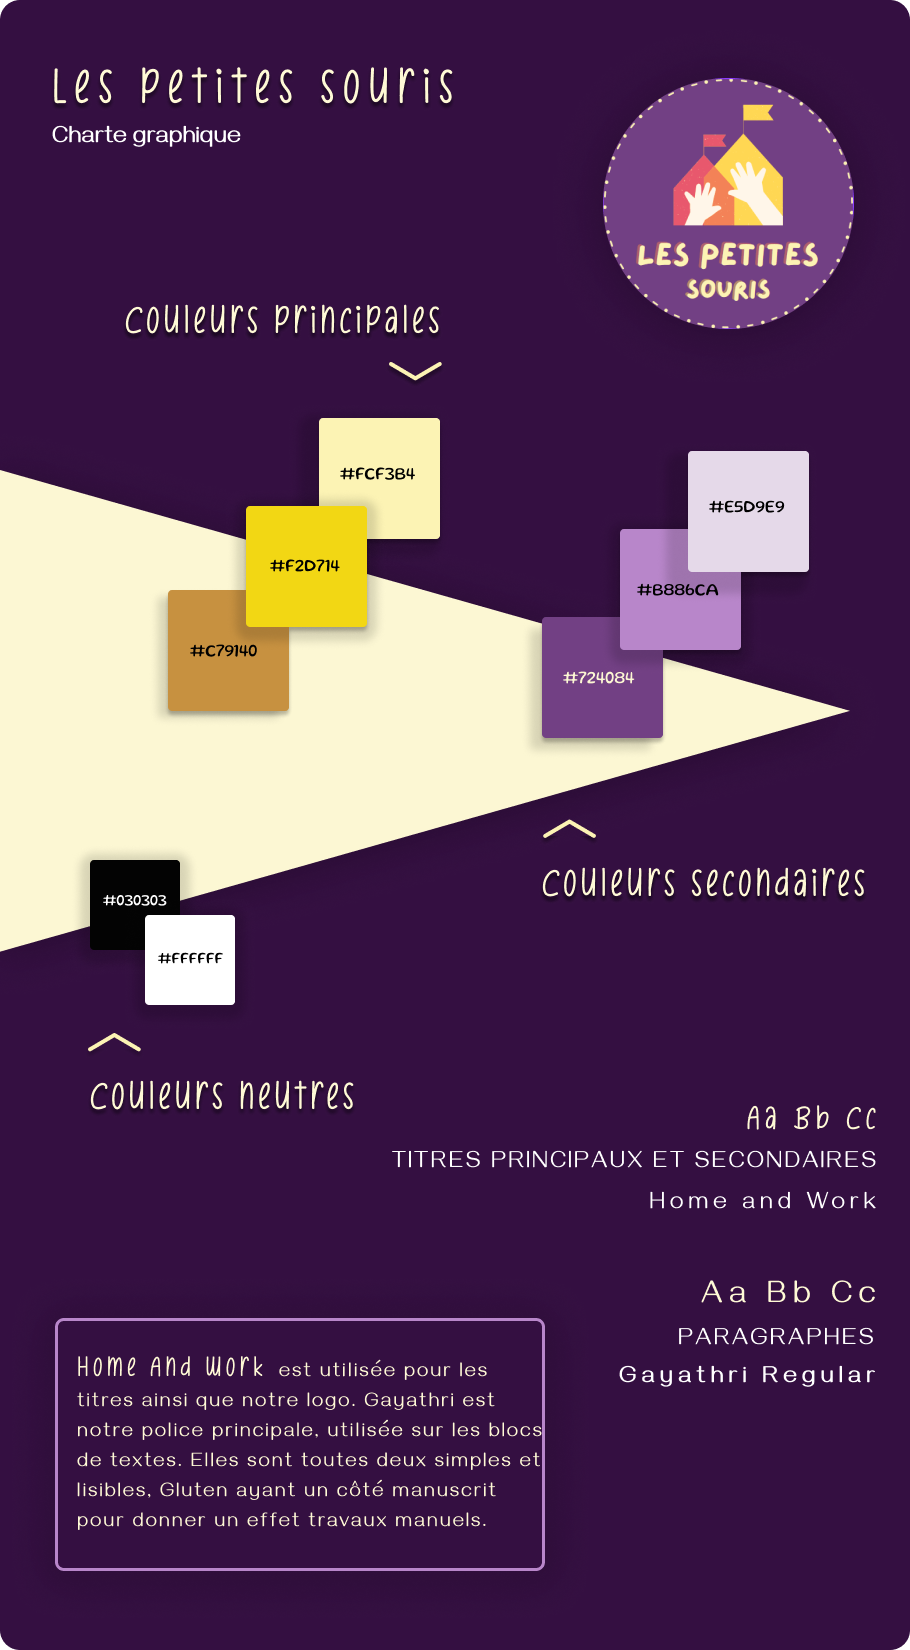 Les petites souris
Charte graphique
LES PETITES
SOURIS
Couleurs principales
#FCF3B4
#E5D9E9
#F2D714
#B886CA
#C79140
#724084
Couleurs secondaires
#030303
#FFFFFF
Couleurs neutres
Aa Bb Cc
TITRES PRINCIPAUX ET SECONDAIRES
Home and Work
Aa Bb Cc
PARAGRAPHES
Gayathri Regular
Home And Work est utilisée pour les
titres ainsi que notre logo. Gayathri est
notre police principale, utilisée sur les blocs
de textes. Elles sont toutes deux simples et
lisibles, Gluten ayant un côté manuscrit
pour donner un effet travaux manuels.